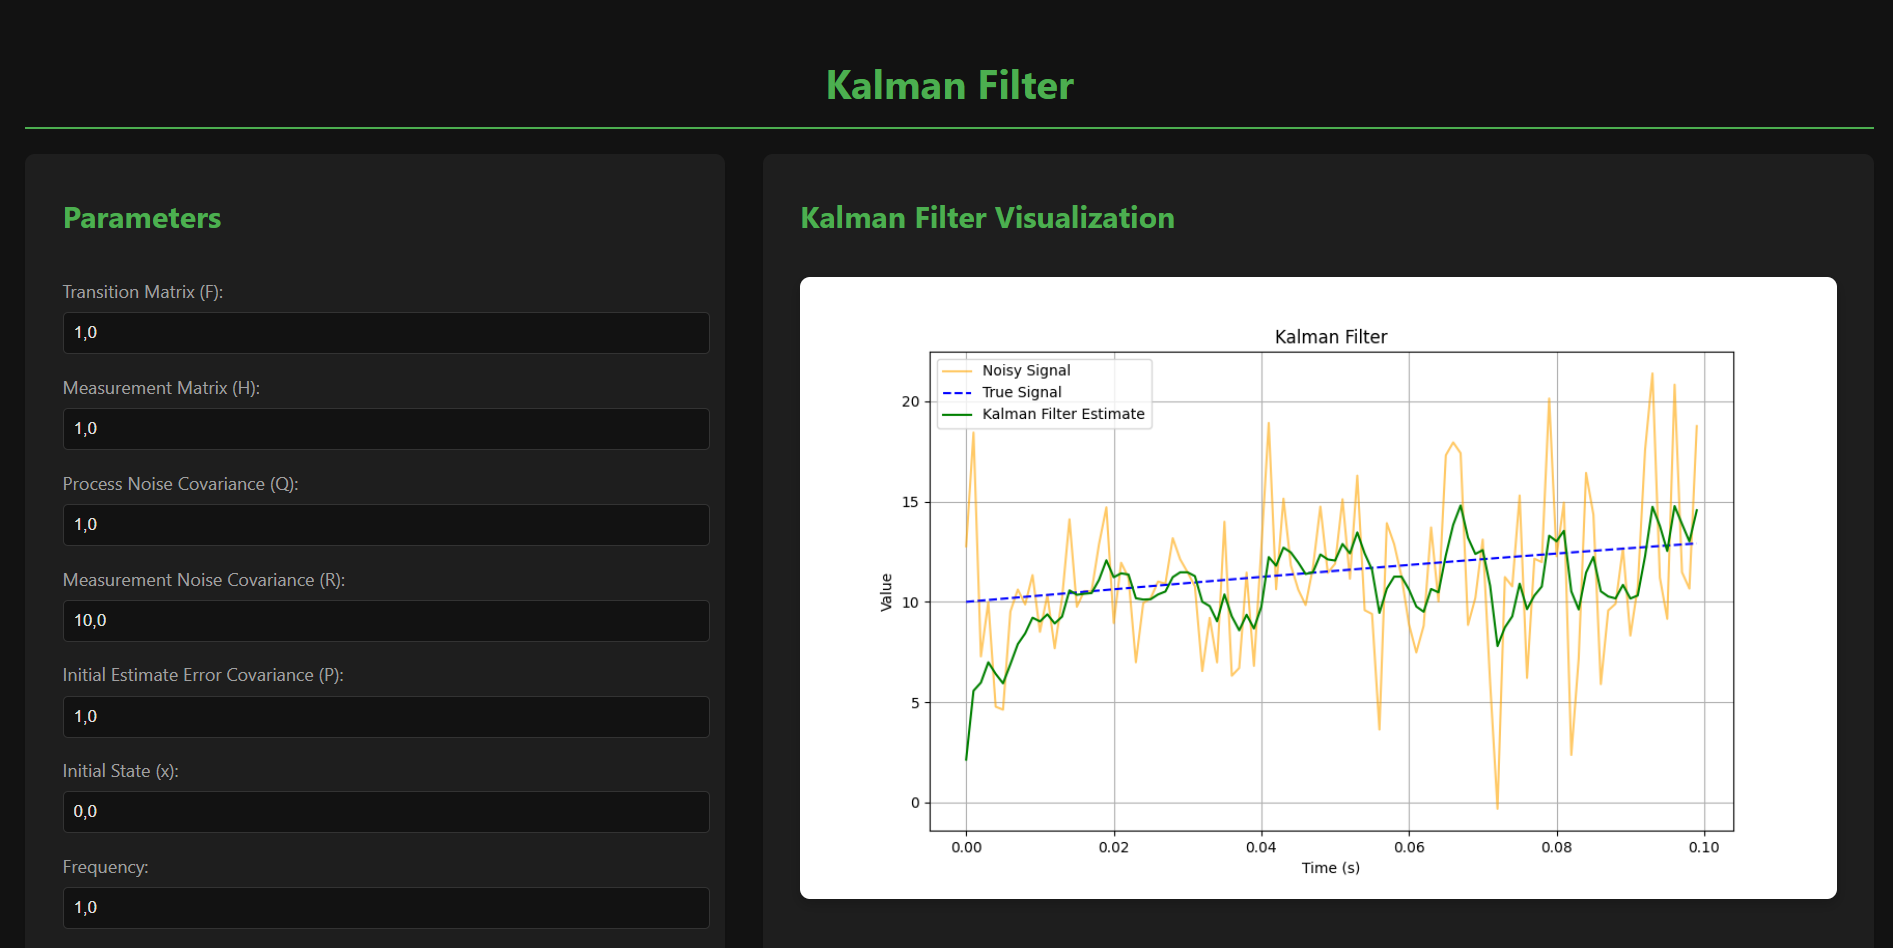 Kalman Filter
Parameters
Transition Matrix (F):
1,0
Measurement Matrix (H):
1,0
Process Noise Covariance (Q):
1,0
Measurement Noise Covariance (R):
10,0
Initial Estimate Error Covariance (P):
1,0
Initial State (x):
0,0
Frequency:
1,0
Kalman Filter Visualization
Kalman Filter
Noisy Signal
True Signal
Kalman Filter Estimate
Value
20
15
10
5
0
0.00 0.02 0.04 0.06 0.08 0.10
Time (s)